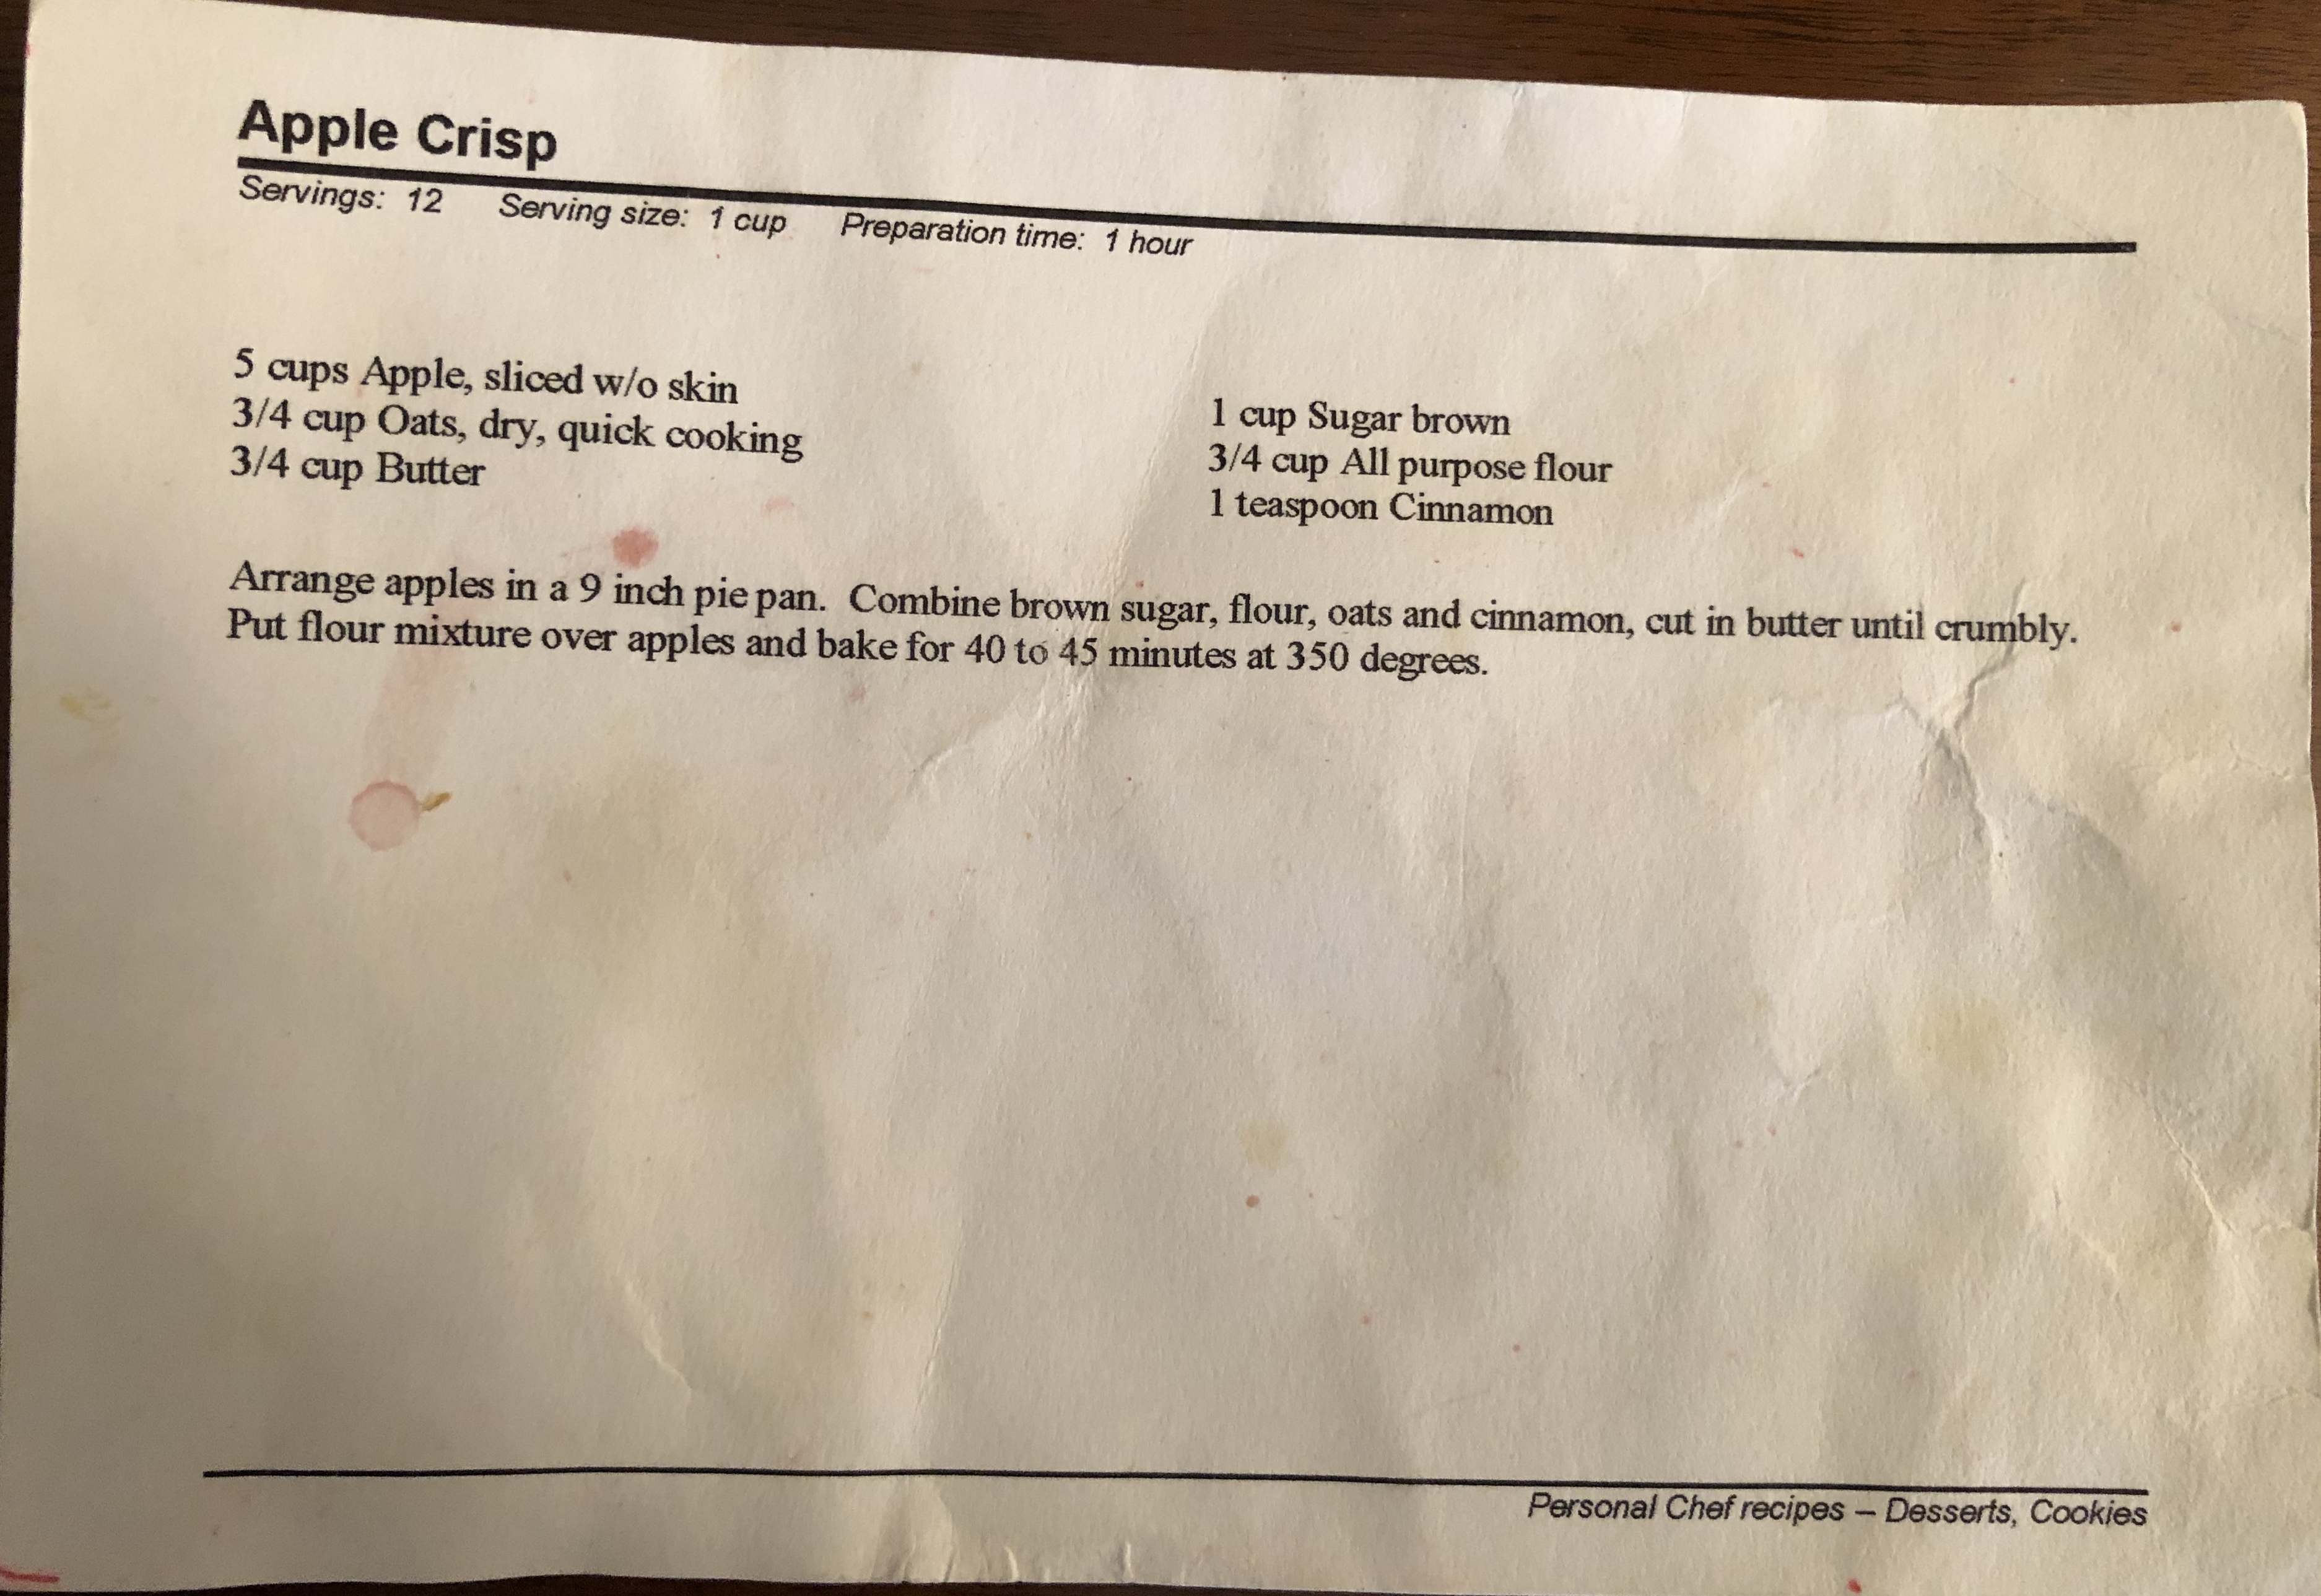 Apple Crisp
Servings: 12 Serving size: 1 cup Preparation time: 1 hour
5 cups Apple, sliced w/o skin
3/4 cup Oats, dry, quick cooking
3/4 cup Butter
1 cup Sugar brown
3/4 cup All purpose flour
1 teaspoon Cinnamon
Arrange apples in a 9 inch pie pan. Combine brown sugar, flour, oats and cinnamon, cut in butter until crumbly.
Put flour mixture over apples and bake for 40 to 45 minutes at 350 degrees.
Personal Chef recipes – Desserts, Cookies